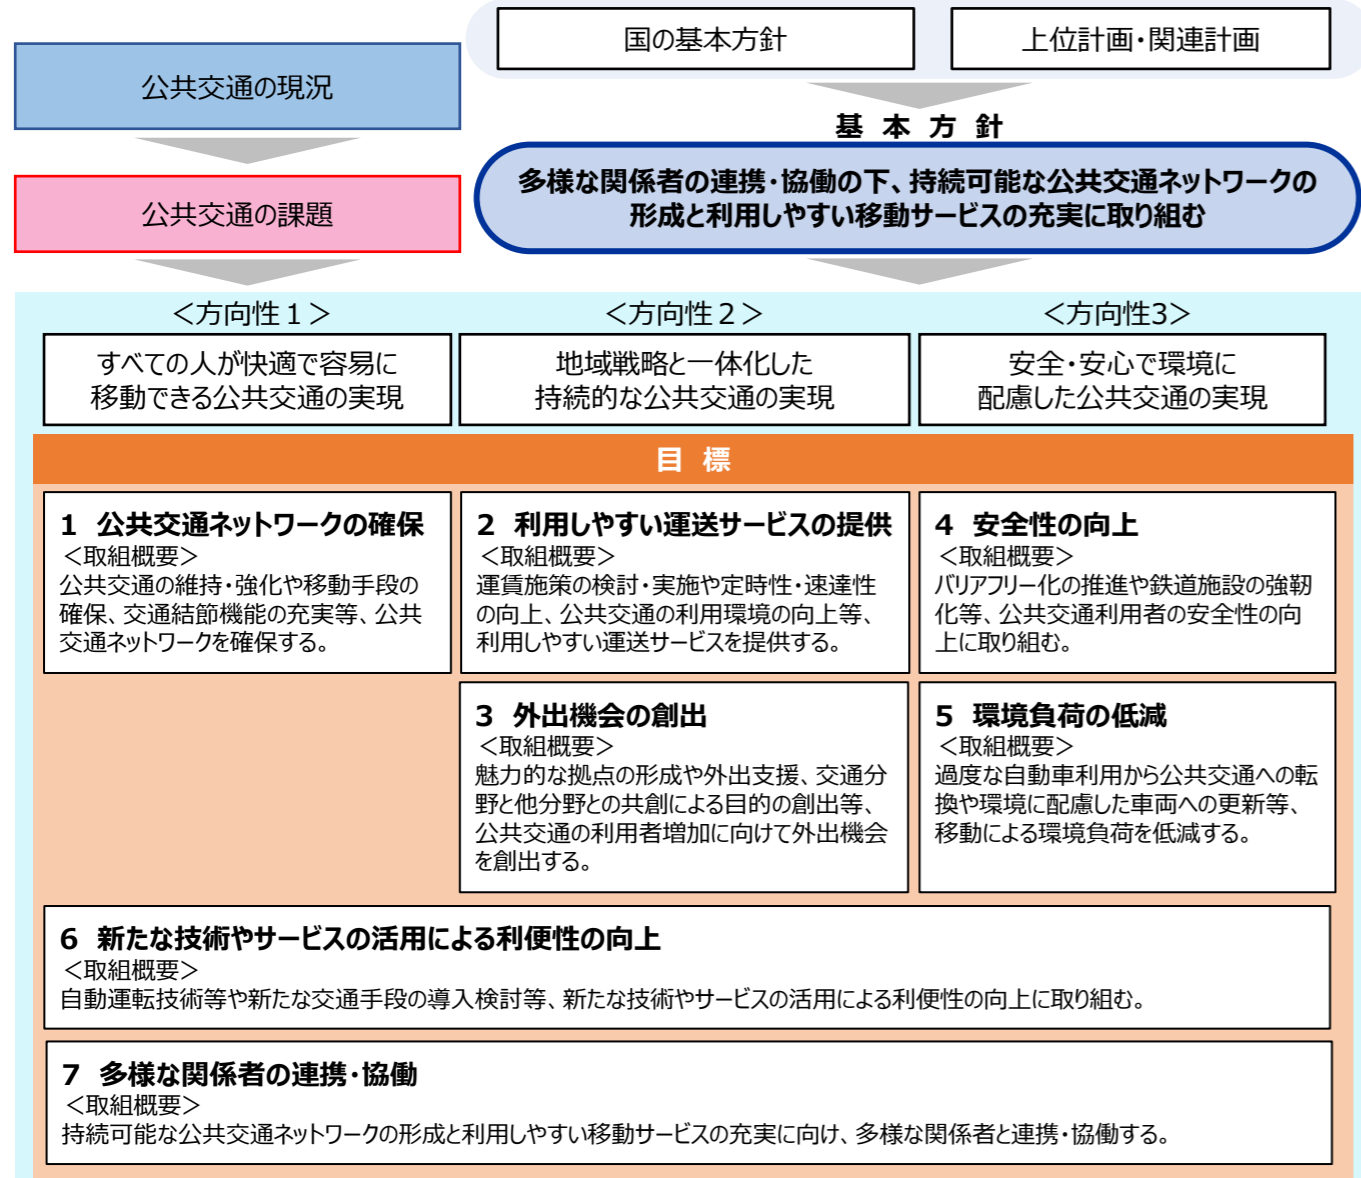 国の基本方針
上位計画・関連計画
公共交通の現況
基 本 方 針
公共交通の課題
多様な関係者の連携・協働の下、持続可能な公共交通ネットワークの
形成と利用しやすい移動サービスの充実に取り組む
＜方向性１＞
すべての人が快適で容易に
移動できる公共交通の実現
＜方向性２＞
地域戦略と一体化した
持続的な公共交通の実現
＜方向性3＞
安全・安心で環境に
配慮した公共交通の実現
目 標
1 公共交通ネットワークの確保
＜取組概要＞
公共交通の維持・強化や移動手段の
確保、交通結節機能の充実等、公共
交通ネットワークを確保する。
2 利用しやすい運送サービスの提供
＜取組概要＞
運賃施策の検討・実施や定時性・速達性
の向上、公共交通の利用環境の向上等、
利用しやすい運送サービスを提供する。
4 安全性の向上
＜取組概要＞
バリアフリー化の推進や鉄道施設の強靭
化等、公共交通利用者の安全性の向
上に取り組む。
3 外出機会の創出
＜取組概要＞
魅力的な拠点の形成や外出支援、交通分
野と他分野との共創による目的の創出等、
公共交通の利用者増加に向けて外出機会
を創出する。
5 環境負荷の低減
＜取組概要＞
過度な自動車利用から公共交通への転
換や環境に配慮した車両への更新等、
移動による環境負荷を低減する。
6 新たな技術やサービスの活用による利便性の向上
＜取組概要＞
自動運転技術等や新たな交通手段の導入検討等、新たな技術やサービスの活用による利便性の向上に取り組む。
7 多様な関係者の連携・協働
＜取組概要＞
持続可能な公共交通ネットワークの形成と利用しやすい移動サービスの充実に向け、多様な関係者と連携・協働する。